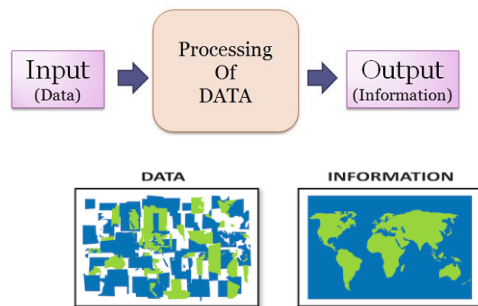 Input
(Data)
Processing
Of
DATA
Output
(Information)
DATA
INFORMATION